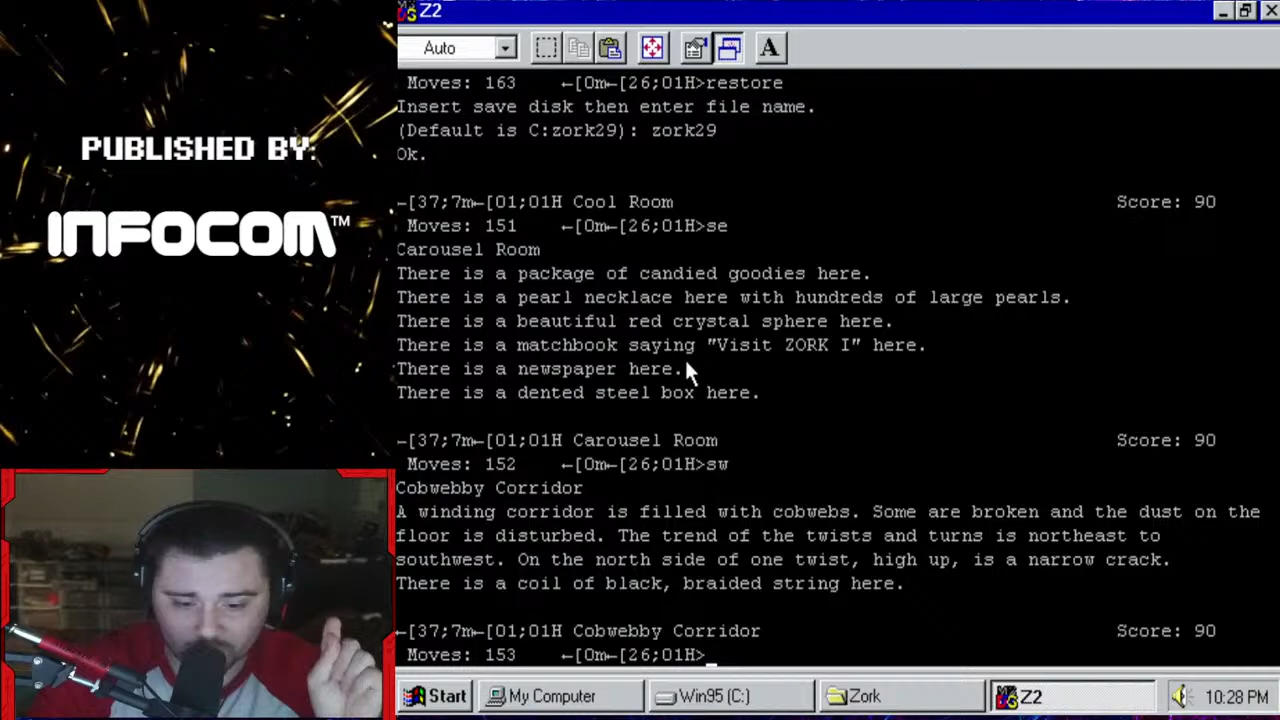 PUBLISHED BY:
INFOCOM™
Z2
Auto
A
Moves: 163 ←[0m←[26;01H>restore
Insert save disk then enter file name.
(Default is C:zork29): zork29
Ok.
←[37;7m←[01;01H Cool Room Score: 90
Moves: 151 ←[0m←[26;01H>se
Carousel Room
There is a package of candied goodies here.
There is a pearl necklace here with hundreds of large pearls.
There is a beautiful red crystal sphere here.
There is a matchbook saying "Visit ZORK I" here.
There is a newspaper here.
There is a dented steel box here.
←[37;7m←[01;01H Carousel Room Score: 90
Moves: 152 ←[0m←[26;01H>sw
Cobwebby Corridor
A winding corridor is filled with cobwebs. Some are broken and the dust on the
floor is disturbed. The trend of the twists and turns is northeast to
southwest. On the north side of one twist, high up, is a narrow crack.
There is a coil of black, braided string here.
←[37;7m←[01;01H Cobwebby Corridor Score: 90
Moves: 153 ←[0m←[26;01H>_
Start My Computer Win95 (C:) Zork Z2 10:28 PM